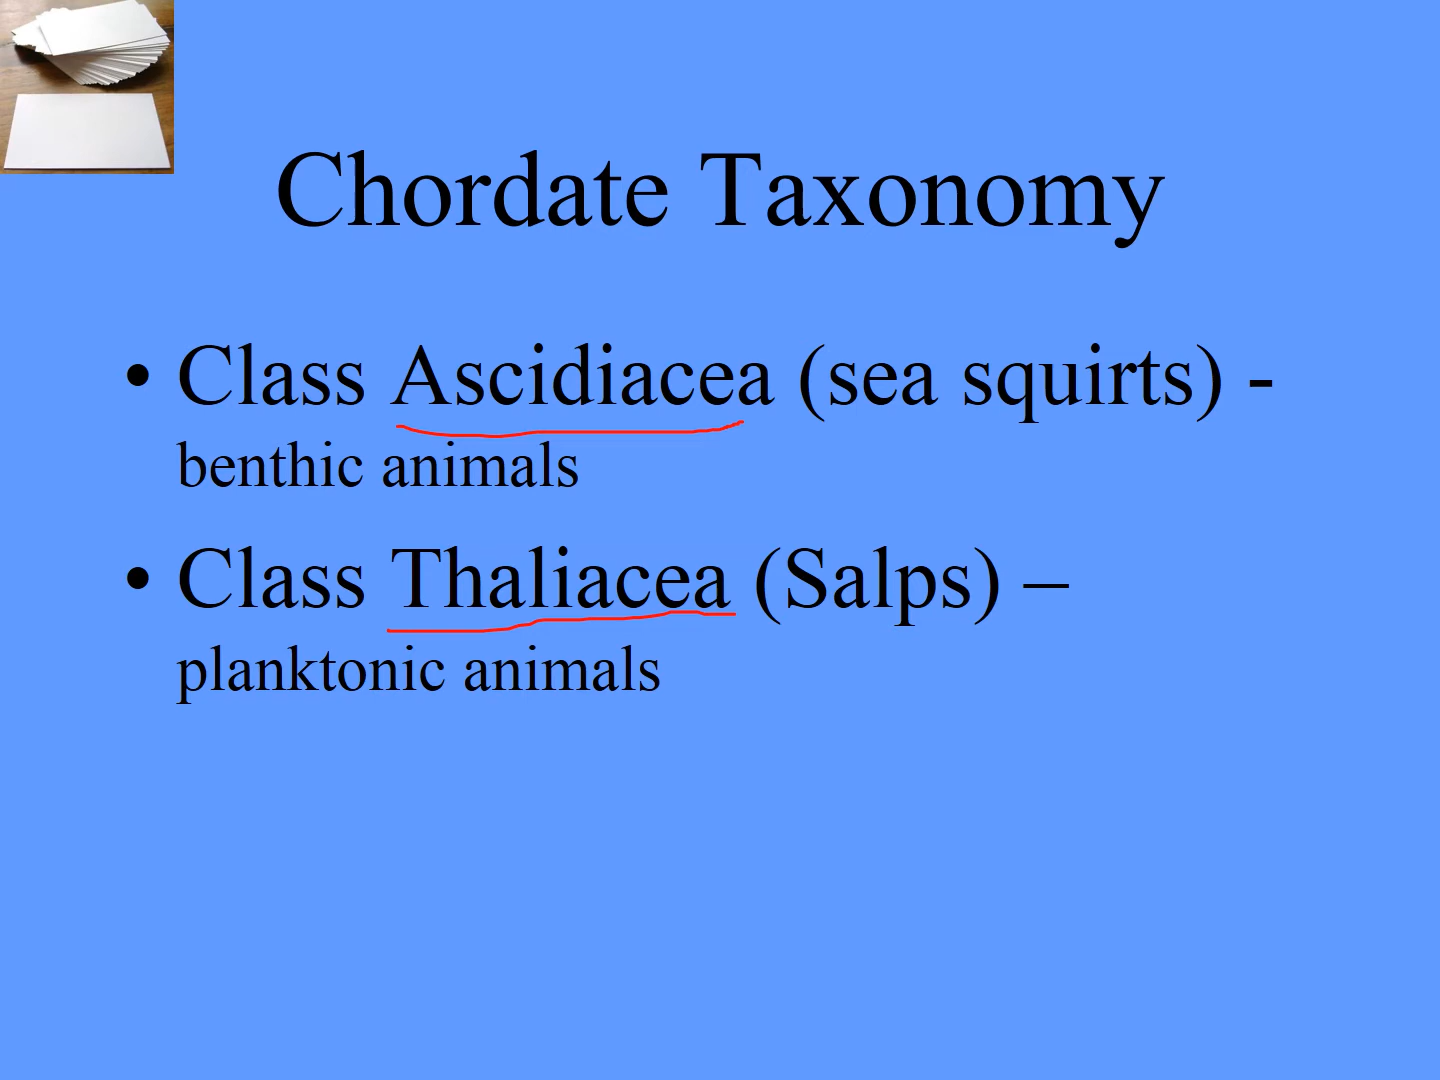 Chordate Taxonomy
• Class Ascidiacea (sea squirts) -
benthic animals
• Class Thaliacea (Salps) –
planktonic animals